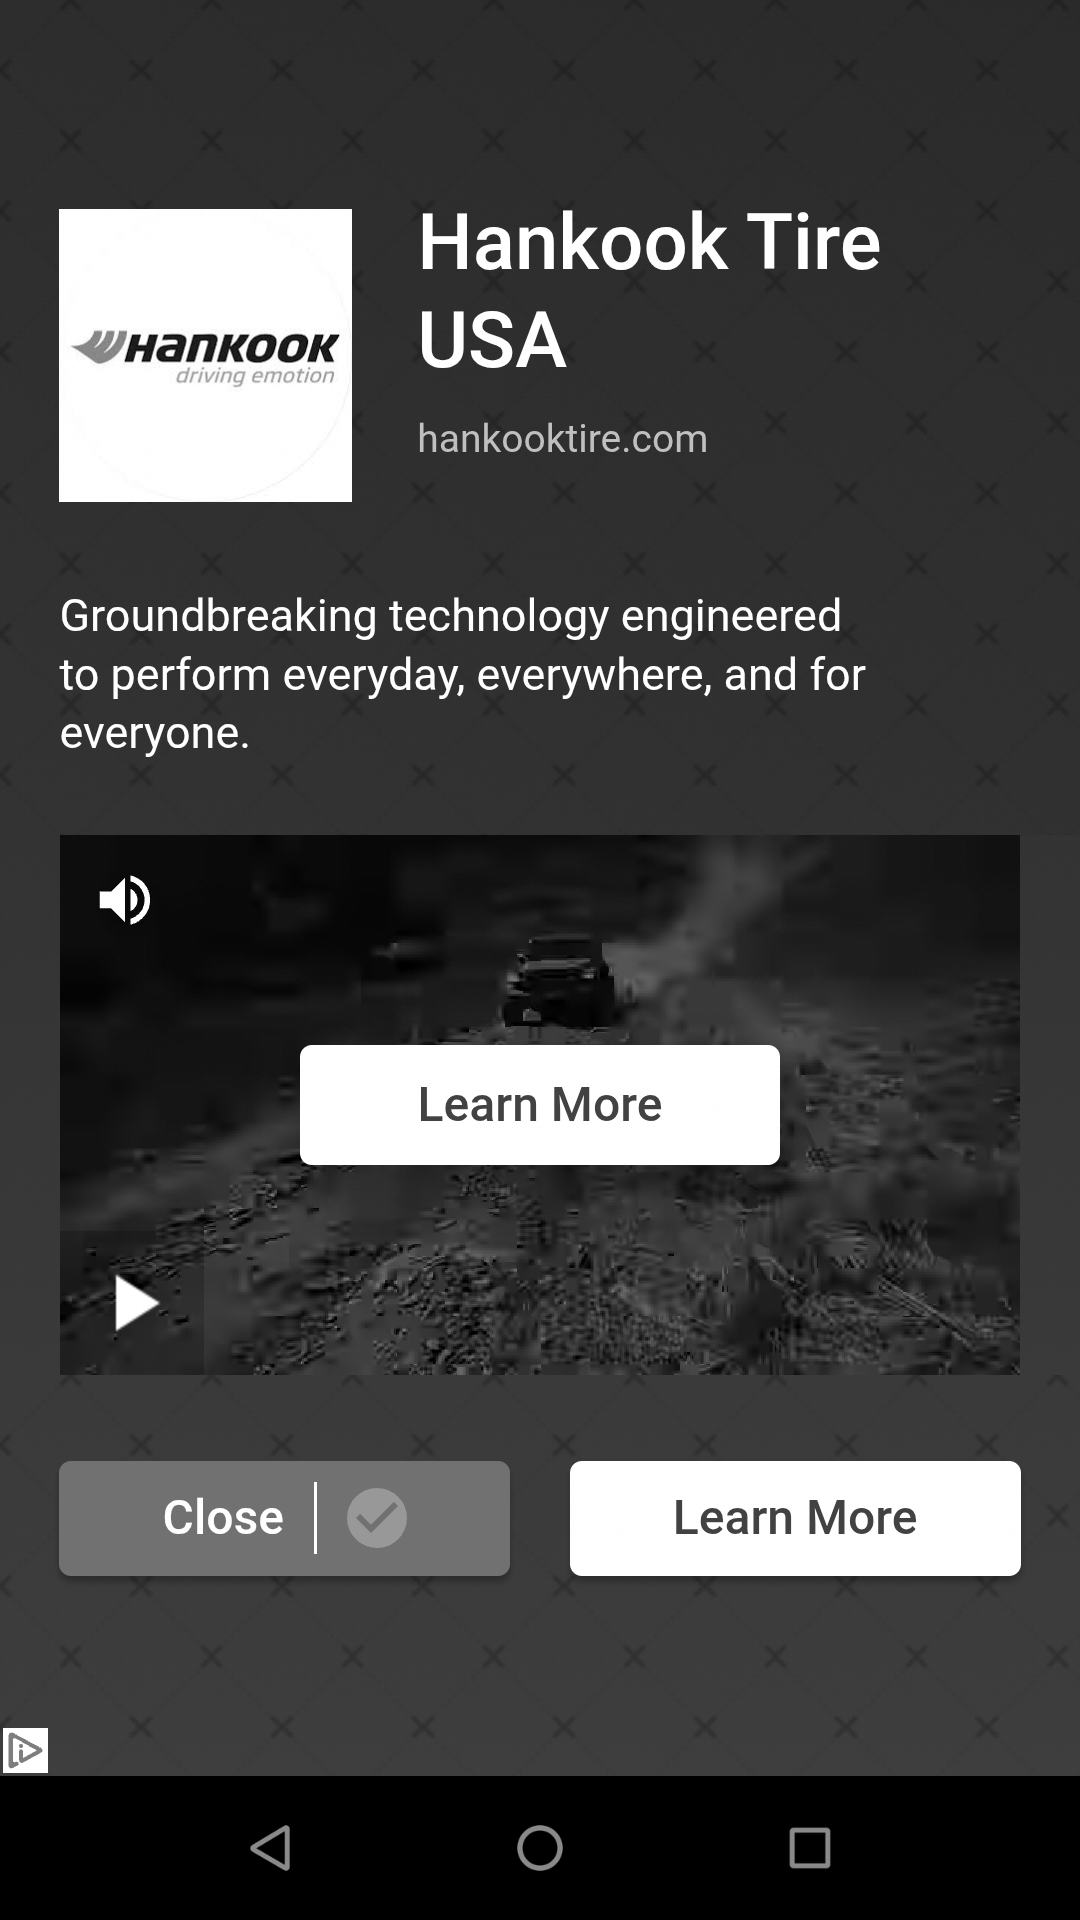 HANKOOK
driving emotion
Hankook Tire
USA
hankooktire.com
Groundbreaking technology engineered
to perform everyday, everywhere, and for
everyone.
Learn More
Close
Learn More